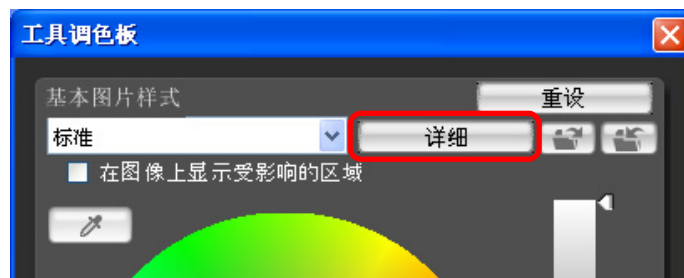 工具调色板
基本图片样式 重设
标准 详细
在图像上显示受影响的区域